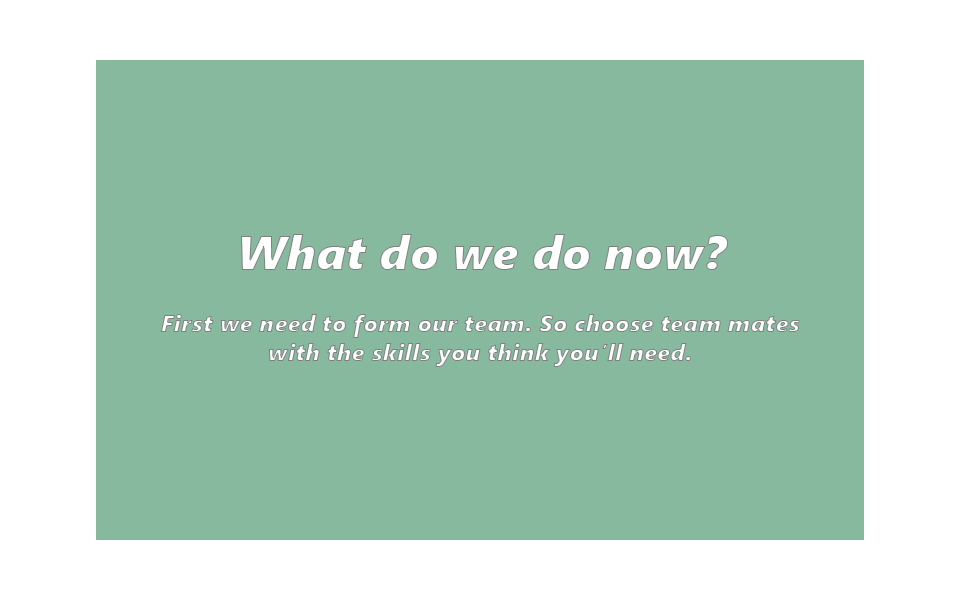 What do we do now?
First we need to form our team. So choose team mates
with the skills you think you'll need.